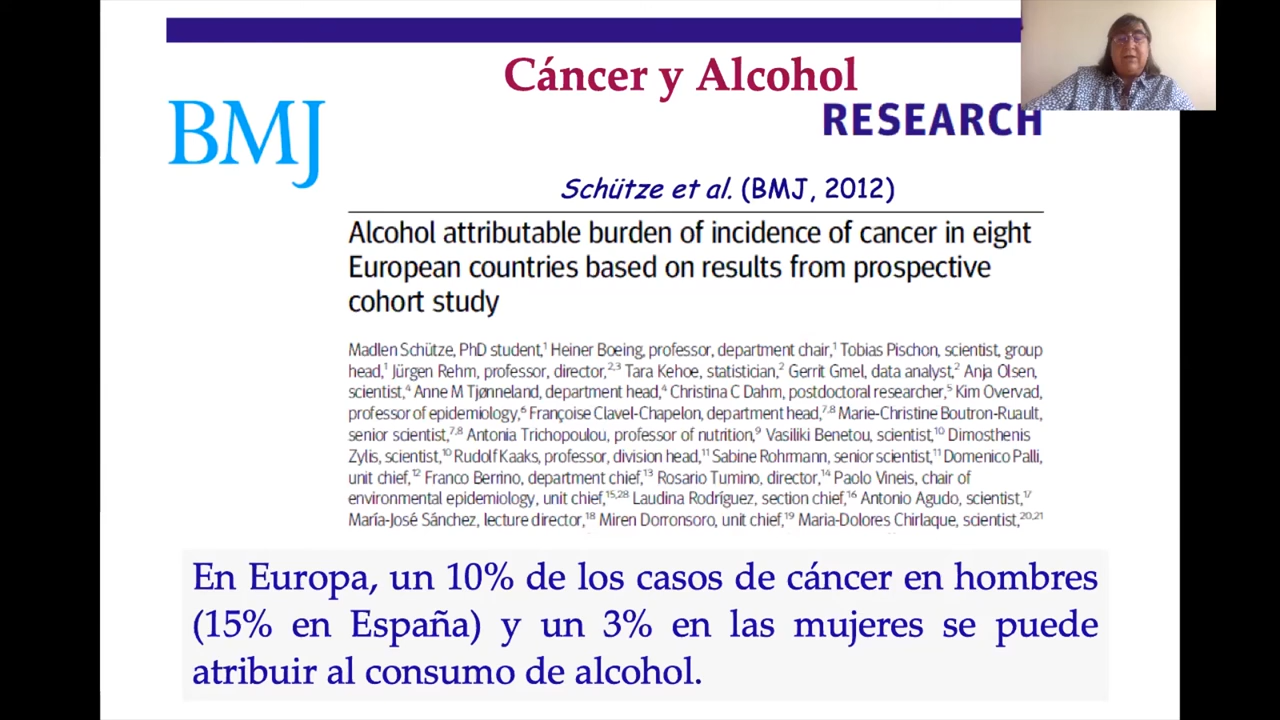 Cáncer y Alcohol
BMJ
RESEARCH
Schütze et al. (BMJ, 2012)
Alcohol attributable burden of incidence of cancer in eight
European countries based on results from prospective
cohort study
Madlen Schütze, PhD student,¹ Heiner Boeing, professor, department chair,¹ Tobias Pischon, scientist, group
head,¹ Jürgen Rehm, professor, director,²,³ Tara Kehoe, statistician,² Gerrit Gmel, data analyst,² Anja Olsen,
scientist,⁴ Anne M Tjønneland, department head,⁴ Christina C Dahm, postdoctoral researcher,⁵ Kim Overvad,
professor of epidemiology,⁶ Françoise Clavel-Chapelon, department head,⁷,⁸ Marie-Christine Boutron-Ruault,
senior scientist,⁷,⁸ Antonia Trichopoulou, professor of nutrition,⁹ Vasiliki Benetou, scientist,¹⁰ Dimosthenis
Zylis, scientist,¹⁰ Rudolf Kaaks, professor, division head,¹¹ Sabine Rohrmann, senior scientist,¹¹ Domenico Palli,
unit chief,¹² Franco Berrino, department chief,¹³ Rosario Tumino, director,¹⁴ Paolo Vineis, chair of
environmental epidemiology, unit chief,¹⁵,²⁸ Laudina Rodríguez, section chief,¹⁶ Antonio Agudo, scientist,¹⁷
María-José Sánchez, lecture director,¹⁸ Miren Dorronsoro, unit chief,¹⁹ Maria-Dolores Chirlaque, scientist,²⁰,²¹
En Europa, un 10% de los casos de cáncer en hombres
(15% en España) y un 3% en las mujeres se puede
atribuir al consumo de alcohol.